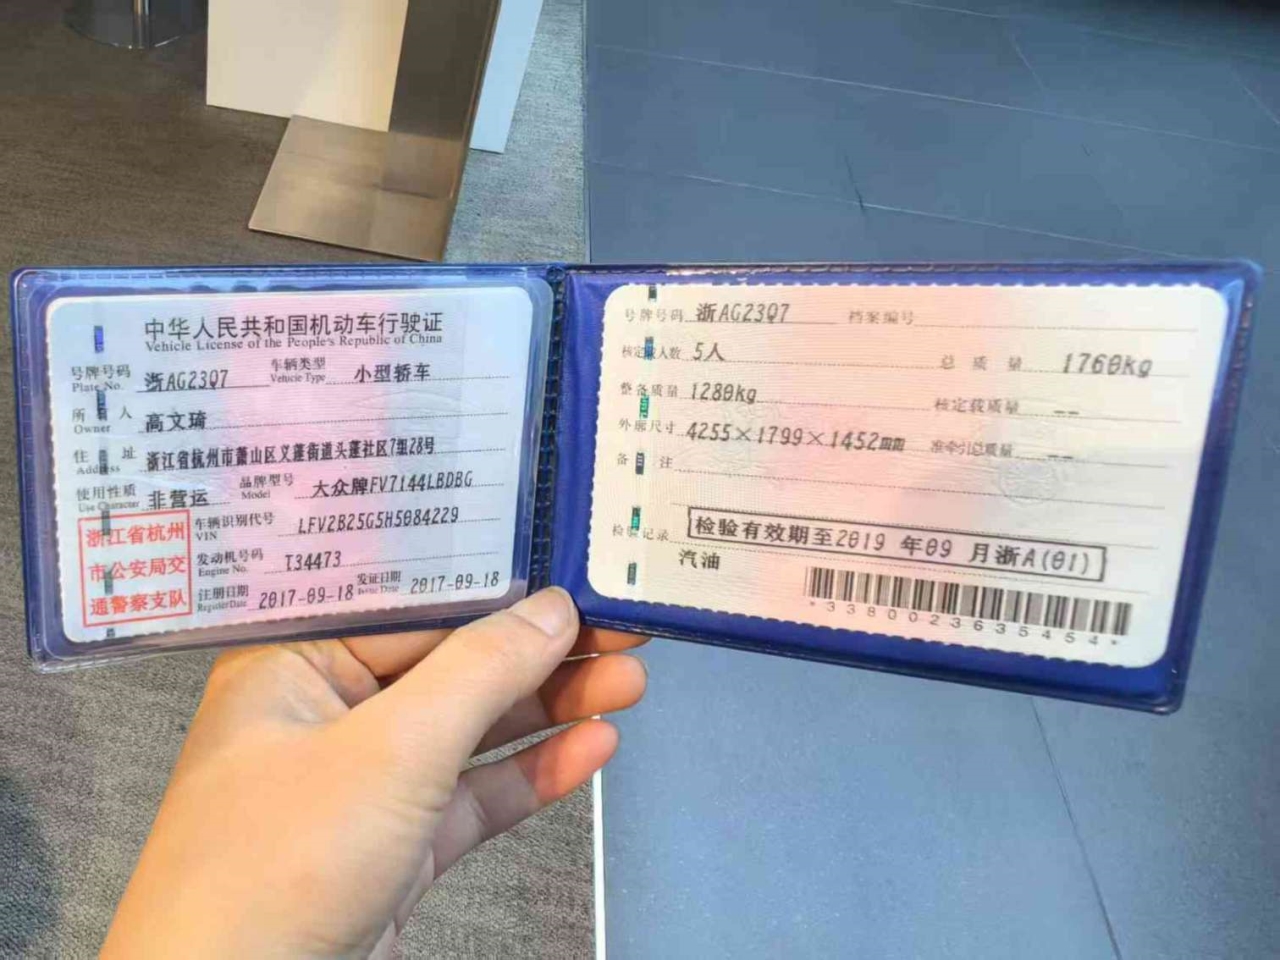 中华人民共和国机动车行驶证
Vehicle License of the People's Republic of China
号牌号码 浙AG23Q7 车辆类型 小型轿车
Plate No. Vehicle Type
所有人 高文琦
Owner
住址 浙江省杭州市萧山区义蓬街道头蓬社区7组28号
Address
使用性质 非营运 品牌型号 大众牌FV7144LBDBG
Use Character Model
浙江省杭州
市公安局交
通警察支队
车辆识别代号 LFV2B25G5H5084229
VIN
发动机号码 T34473
Engine No.
注册日期 2017-09-18 发证日期 2017-09-18
Register Date Issue Date
号牌号码 浙AG23Q7 档案编号
核定载人数 5人 总质量 1760kg
整备质量 1280kg 核定载质量 --
外廓尺寸 4255×1799×1452mm 准牵引总质量 --
备注
检验记录 检验有效期至2019 年09 月浙A(01)
汽油
*3380023635454*